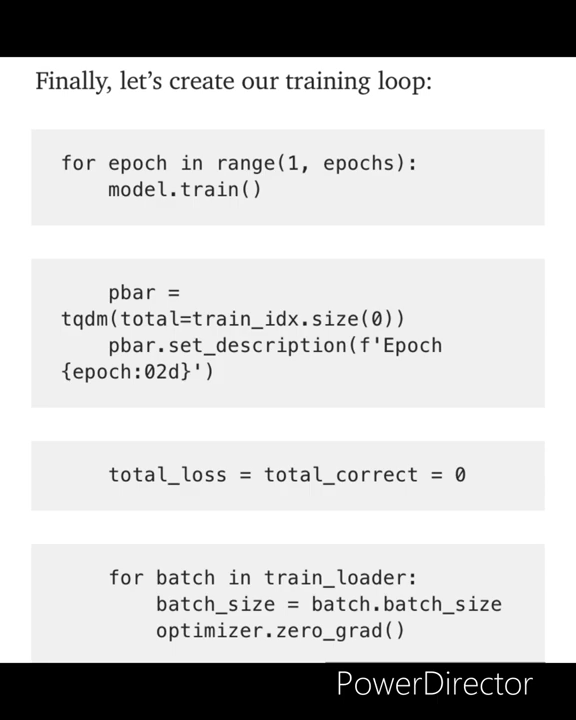 Finally, let’s create our training loop:
for epoch in range(1, epochs):
    model.train()
    pbar =
tqdm(total=train_idx.size(0))
    pbar.set_description(f'Epoch
{epoch:02d}')
    total_loss = total_correct = 0
    for batch in train_loader:
        batch_size = batch.batch_size
        optimizer.zero_grad()
PowerDirector